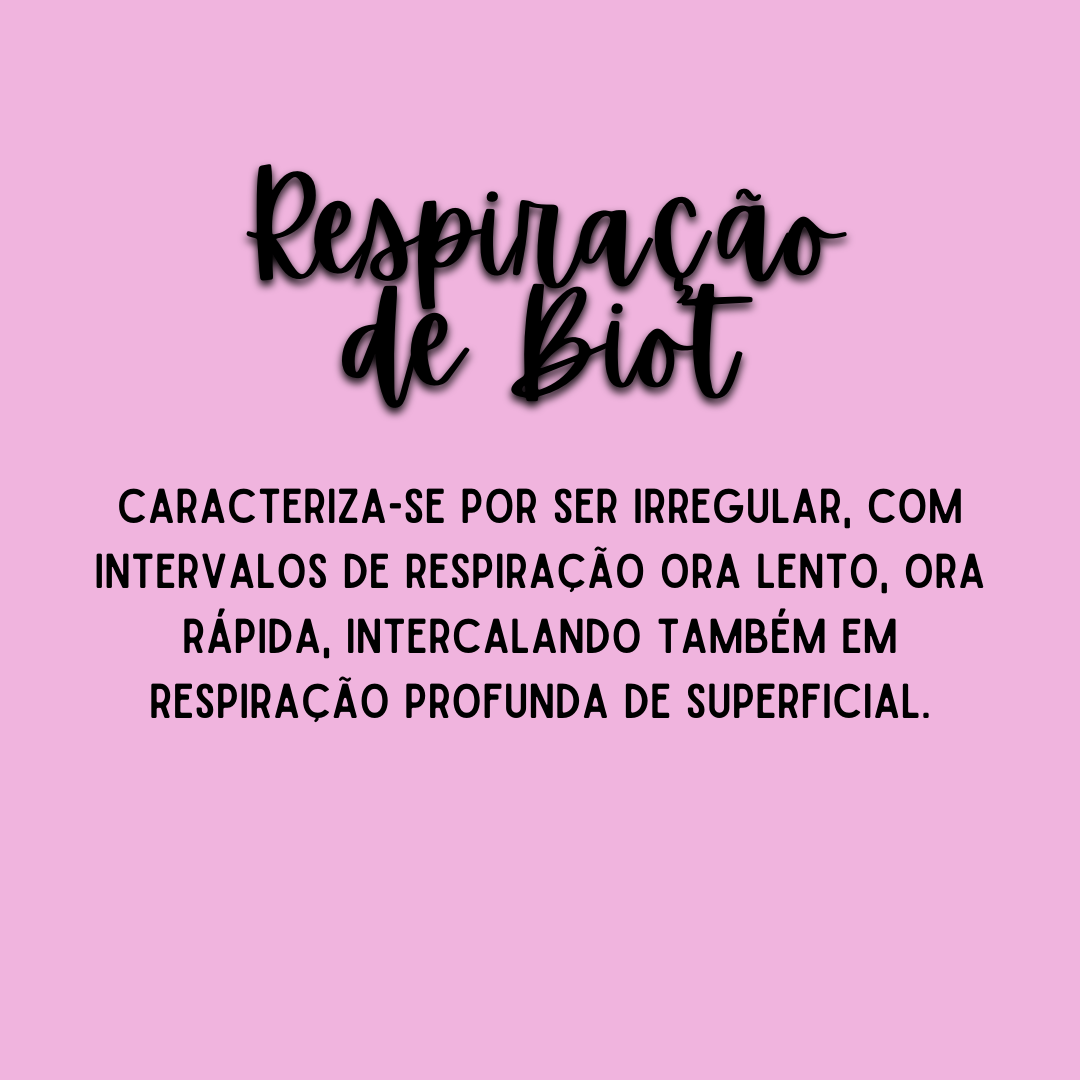 Respiração
de Biot
CARACTERIZA-SE POR SER IRREGULAR, COM
INTERVALOS DE RESPIRAÇÃO ORA LENTO, ORA
RÁPIDA, INTERCALANDO TAMBÉM EM
RESPIRAÇÃO PROFUNDA DE SUPERFICIAL.